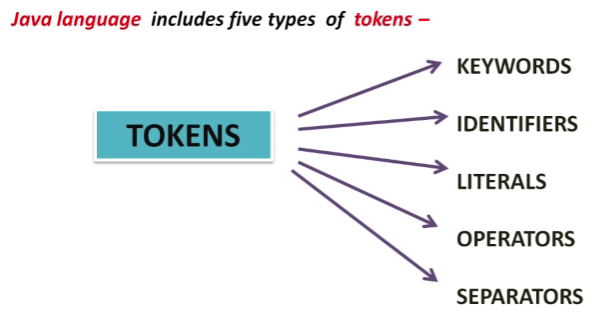 Java language includes five types of tokens –
KEYWORDS
TOKENS
IDENTIFIERS
LITERALS
OPERATORS
SEPARATORS